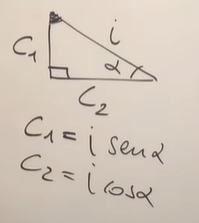 C₁
i
α
C₂
C₁ = i senα
C₂ = i cosα